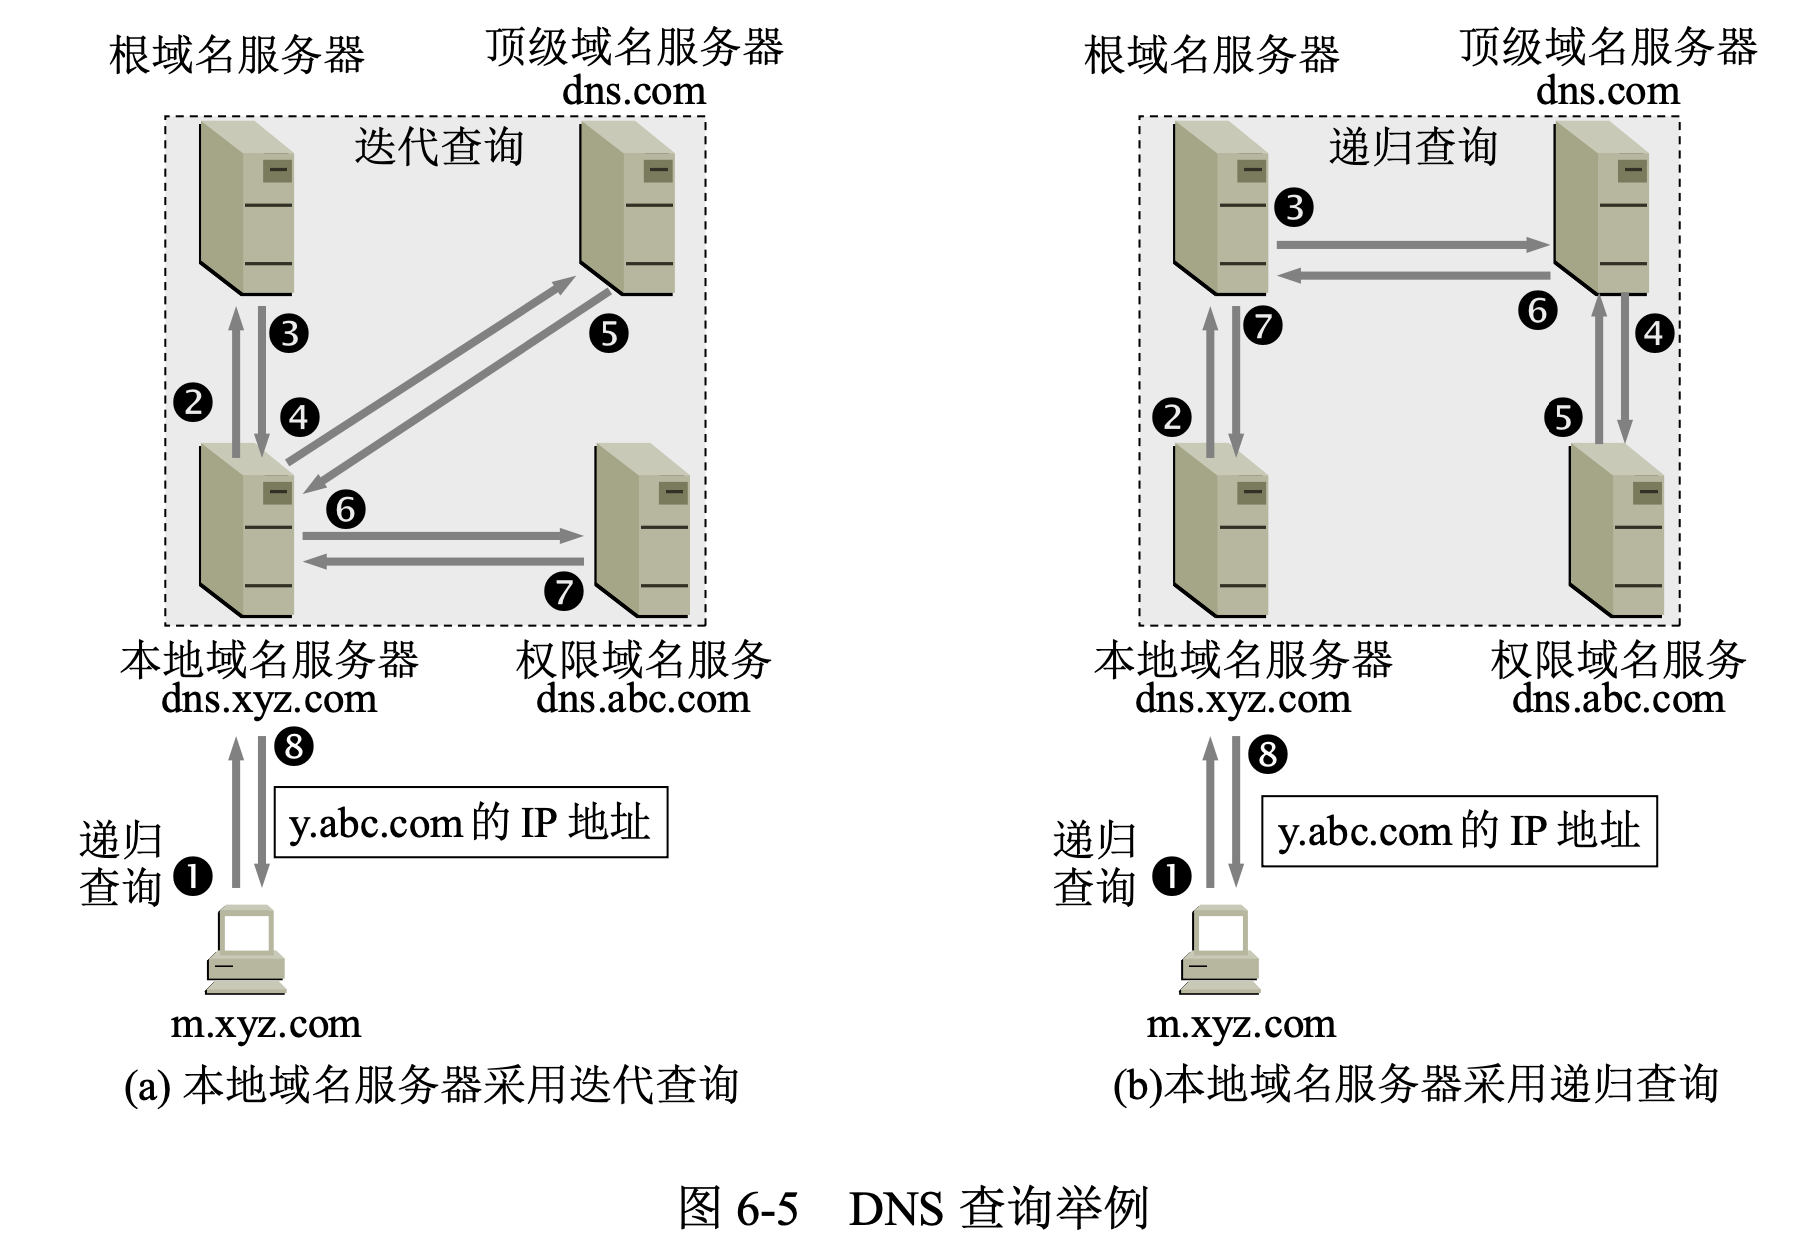 根域名服务器
顶级域名服务器
dns.com
迭代查询
❸
❺
❷
❹
❻
❼
本地域名服务器
dns.xyz.com
权限域名服务
dns.abc.com
❽
y.abc.com 的 IP 地址
递归
查询
❶
m.xyz.com
(a) 本地域名服务器采用迭代查询
根域名服务器
顶级域名服务器
dns.com
递归查询
❸
❻
❼
❹
❷
❺
本地域名服务器
dns.xyz.com
权限域名服务
dns.abc.com
❽
y.abc.com 的 IP 地址
递归
查询
❶
m.xyz.com
(b)本地域名服务器采用递归查询
图 6-5 DNS 查询举例